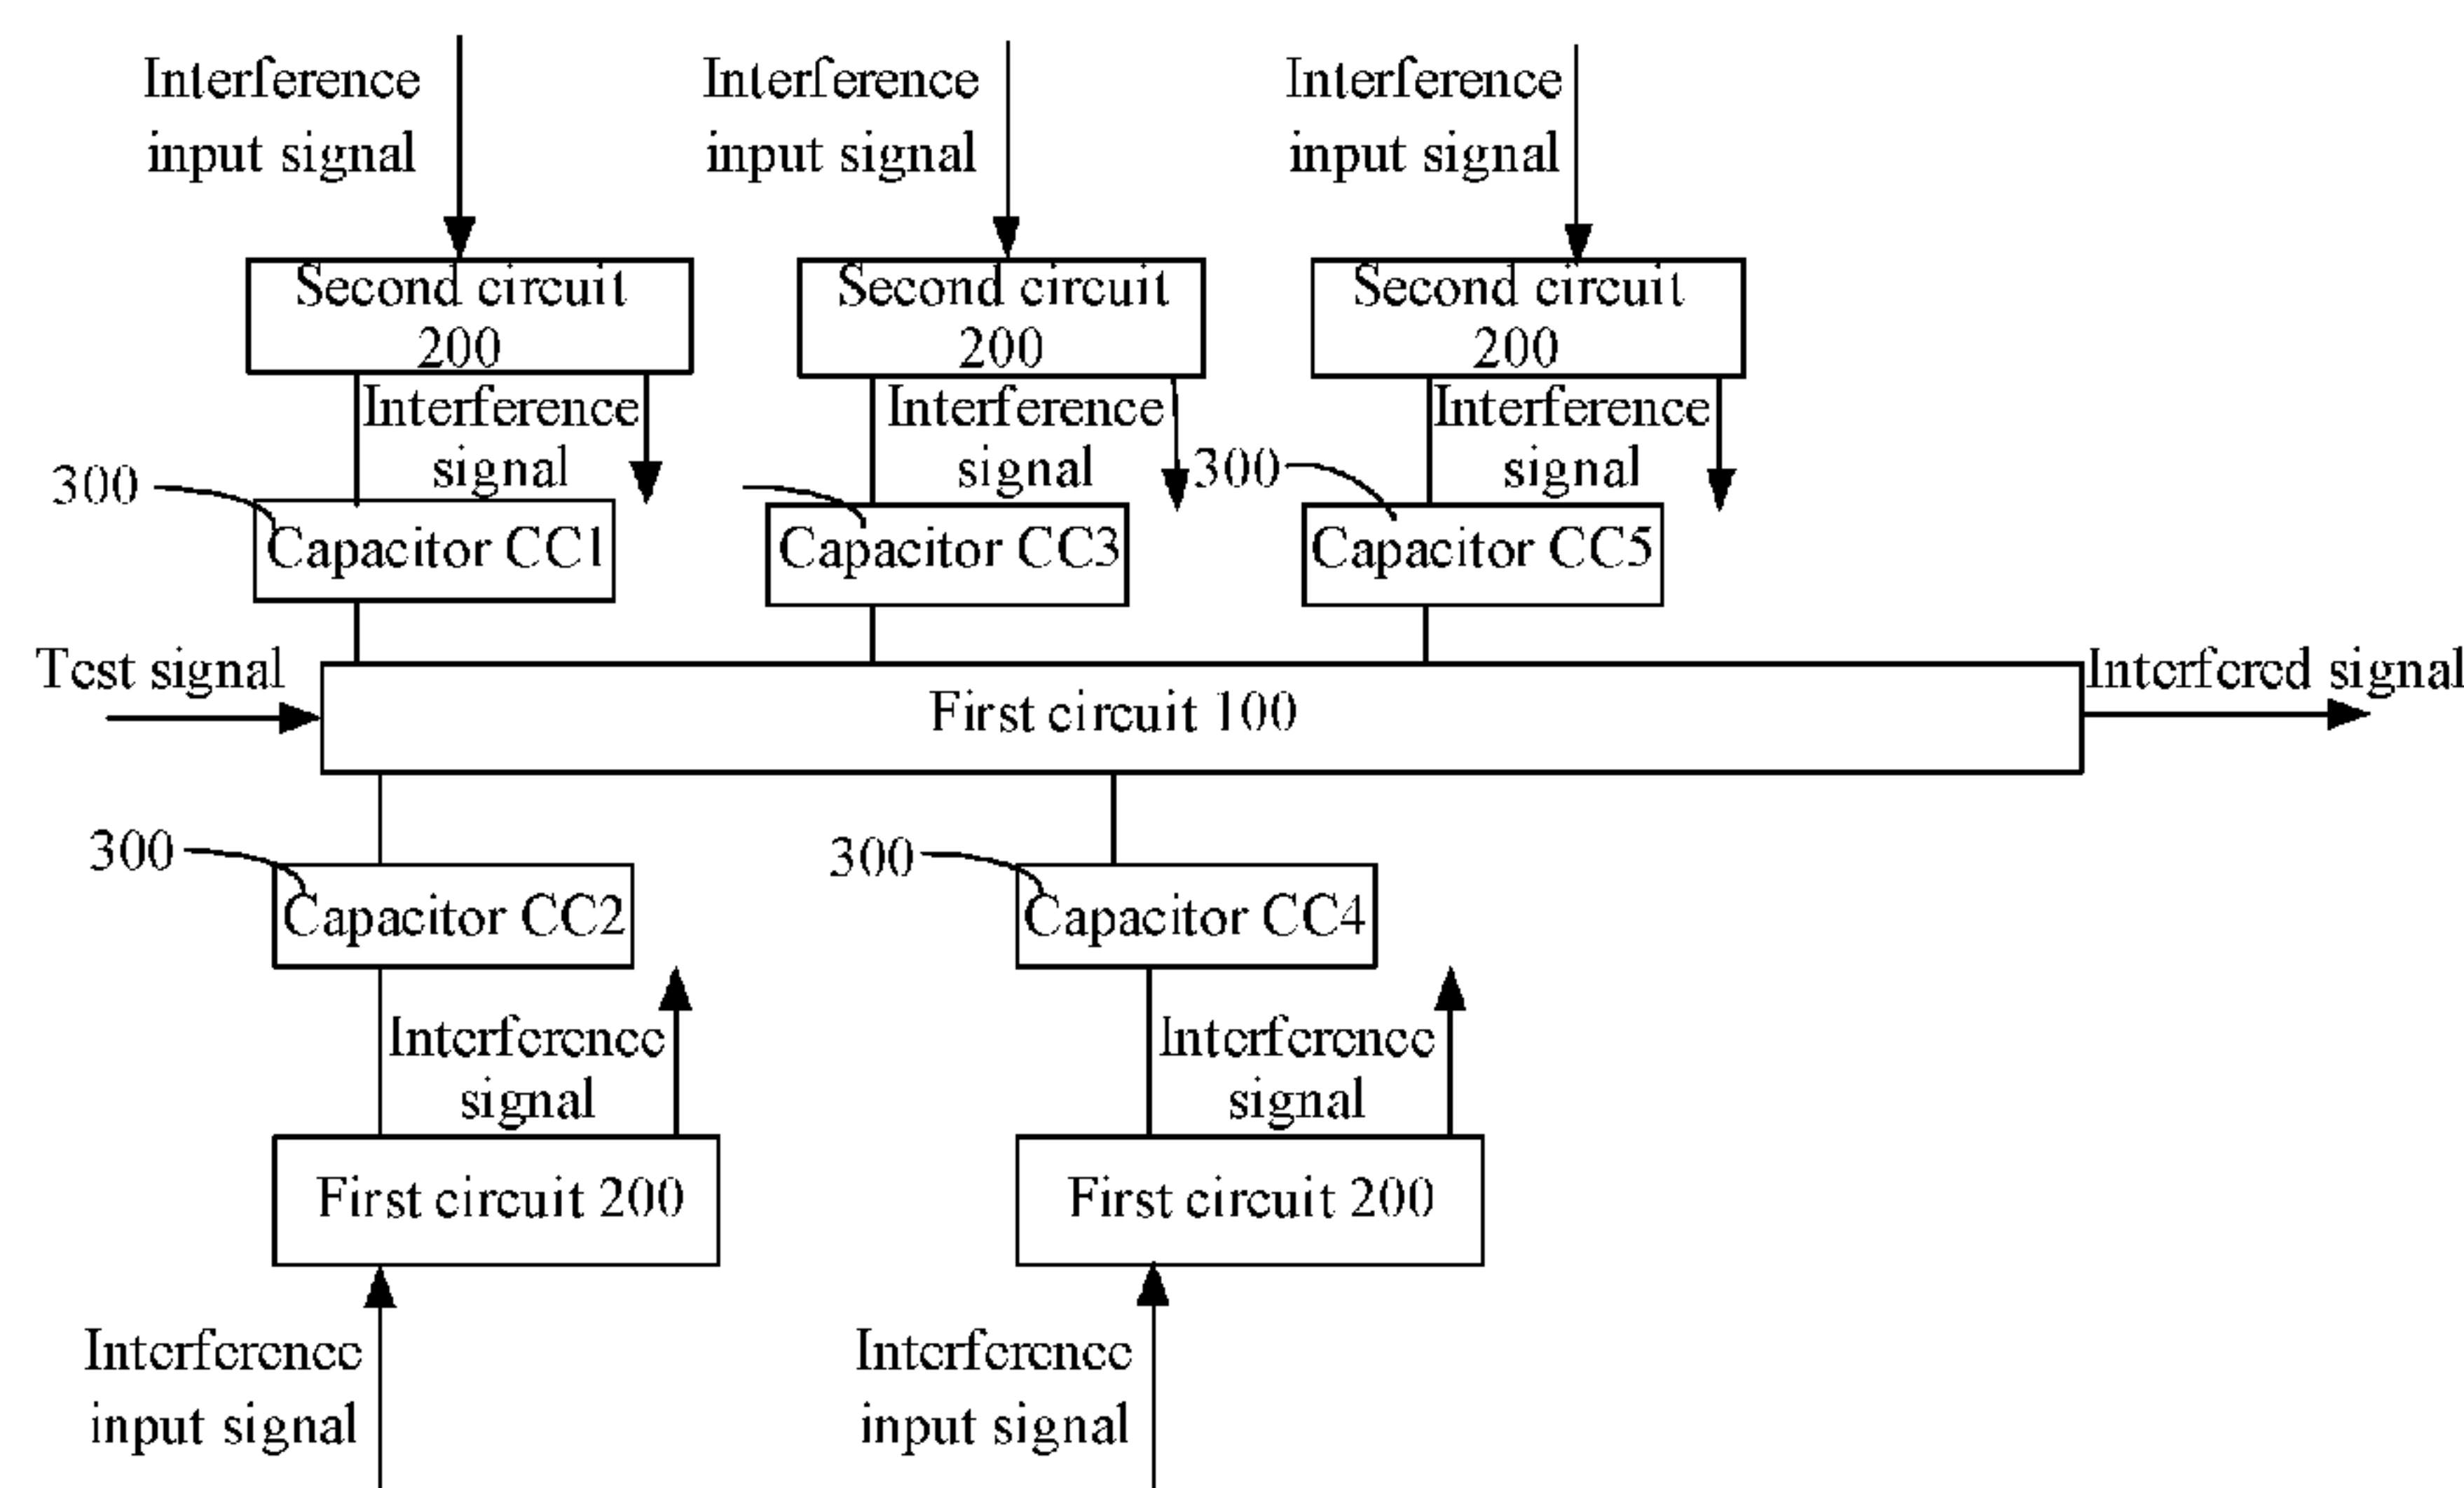 Interference
input signal
Interference
input signal
Interference
input signal
Second circuit
200
Second circuit
200
Second circuit
200
Interference
signal
Interference
signal
Interference
signal
300
300
Capacitor CC1
Capacitor CC3
Capacitor CC5
Test signal
First circuit 100
Interfered signal
300
300
Capacitor CC2
Capacitor CC4
Interference
signal
Interference
signal
First circuit 200
First circuit 200
Interference
input signal
Interference
input signal